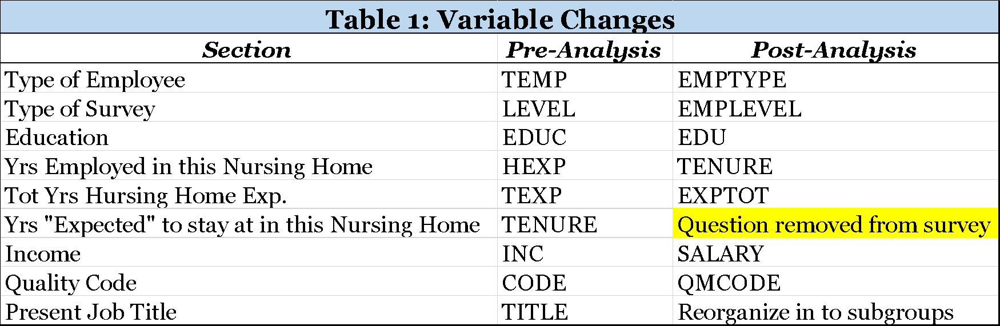 Table 1: Variable Changes
Section Pre-Analysis Post-Analysis
Type of Employee TEMP EMPTYPE
Type of Survey LEVEL EMPLEVEL
Education EDUC EDU
Yrs Employed in this Nursing Home HEXP TENURE
Tot Yrs Hursing Home Exp. TEXP EXPTOT
Yrs "Expected" to stay at in this Nursing Home TENURE Question removed from survey
Income INC SALARY
Quality Code CODE QMCODE
Present Job Title TITLE Reorganize in to subgroups